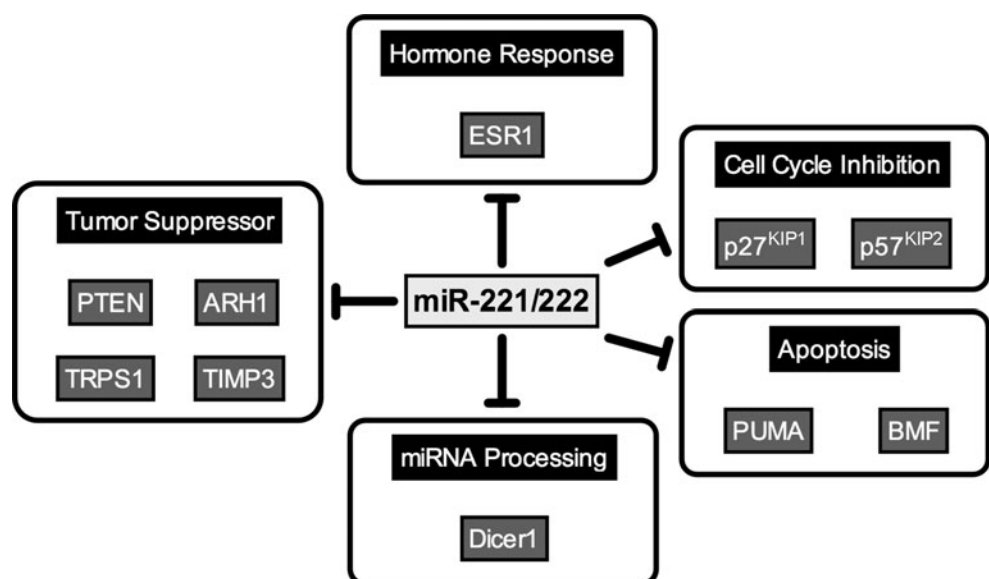 Hormone Response
ESR1
Tumor Suppressor
PTEN ARH1
TRPS1 TIMP3
miR-221/222
Cell Cycle Inhibition
p27KIP1 p57KIP2
Apoptosis
PUMA BMF
miRNA Processing
Dicer1